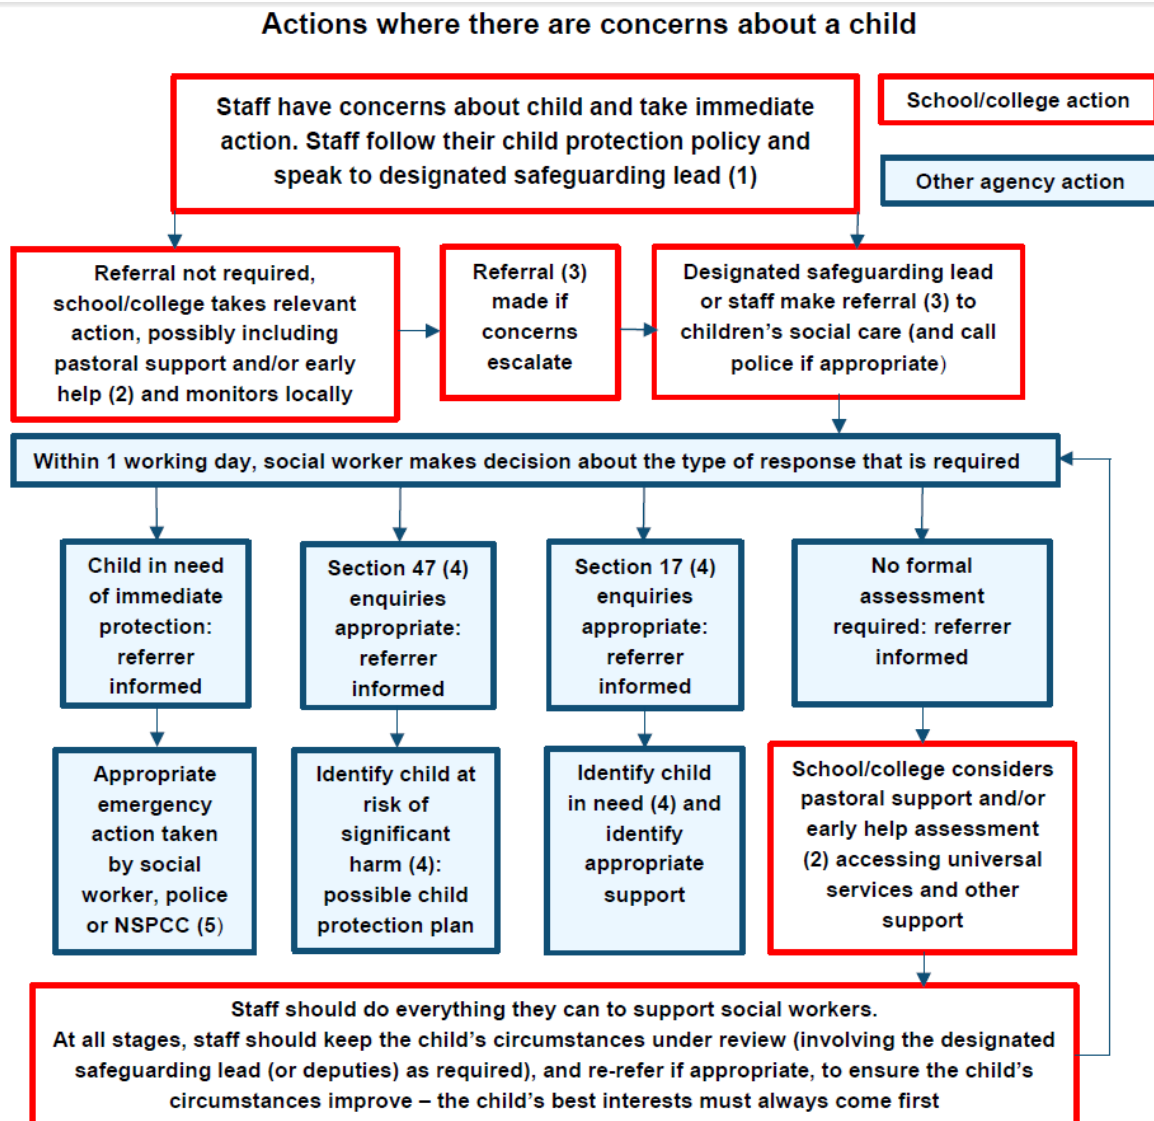 Actions where there are concerns about a child
Staff have concerns about child and take immediate
action. Staff follow their child protection policy and
speak to designated safeguarding lead (1)
School/college action
Other agency action
Referral not required,
school/college takes relevant
action, possibly including
pastoral support and/or early
help (2) and monitors locally
Referral (3)
made if
concerns
escalate
Designated safeguarding lead
or staff make referral (3) to
children’s social care (and call
police if appropriate)
Within 1 working day, social worker makes decision about the type of response that is required
Child in need
of immediate
protection:
referrer
informed
Section 47 (4)
enquiries
appropriate:
referrer
informed
Section 17 (4)
enquiries
appropriate:
referrer
informed
No formal
assessment
required: referrer
informed
Appropriate
emergency
action taken
by social
worker, police
or NSPCC (5)
Identify child at
risk of
significant
harm (4):
possible child
protection plan
Identify child
in need (4) and
identify
appropriate
support
School/college considers
pastoral support and/or
early help assessment
(2) accessing universal
services and other
support
Staff should do everything they can to support social workers.
At all stages, staff should keep the child’s circumstances under review (involving the designated
safeguarding lead (or deputies) as required), and re-refer if appropriate, to ensure the child’s
circumstances improve – the child’s best interests must always come first